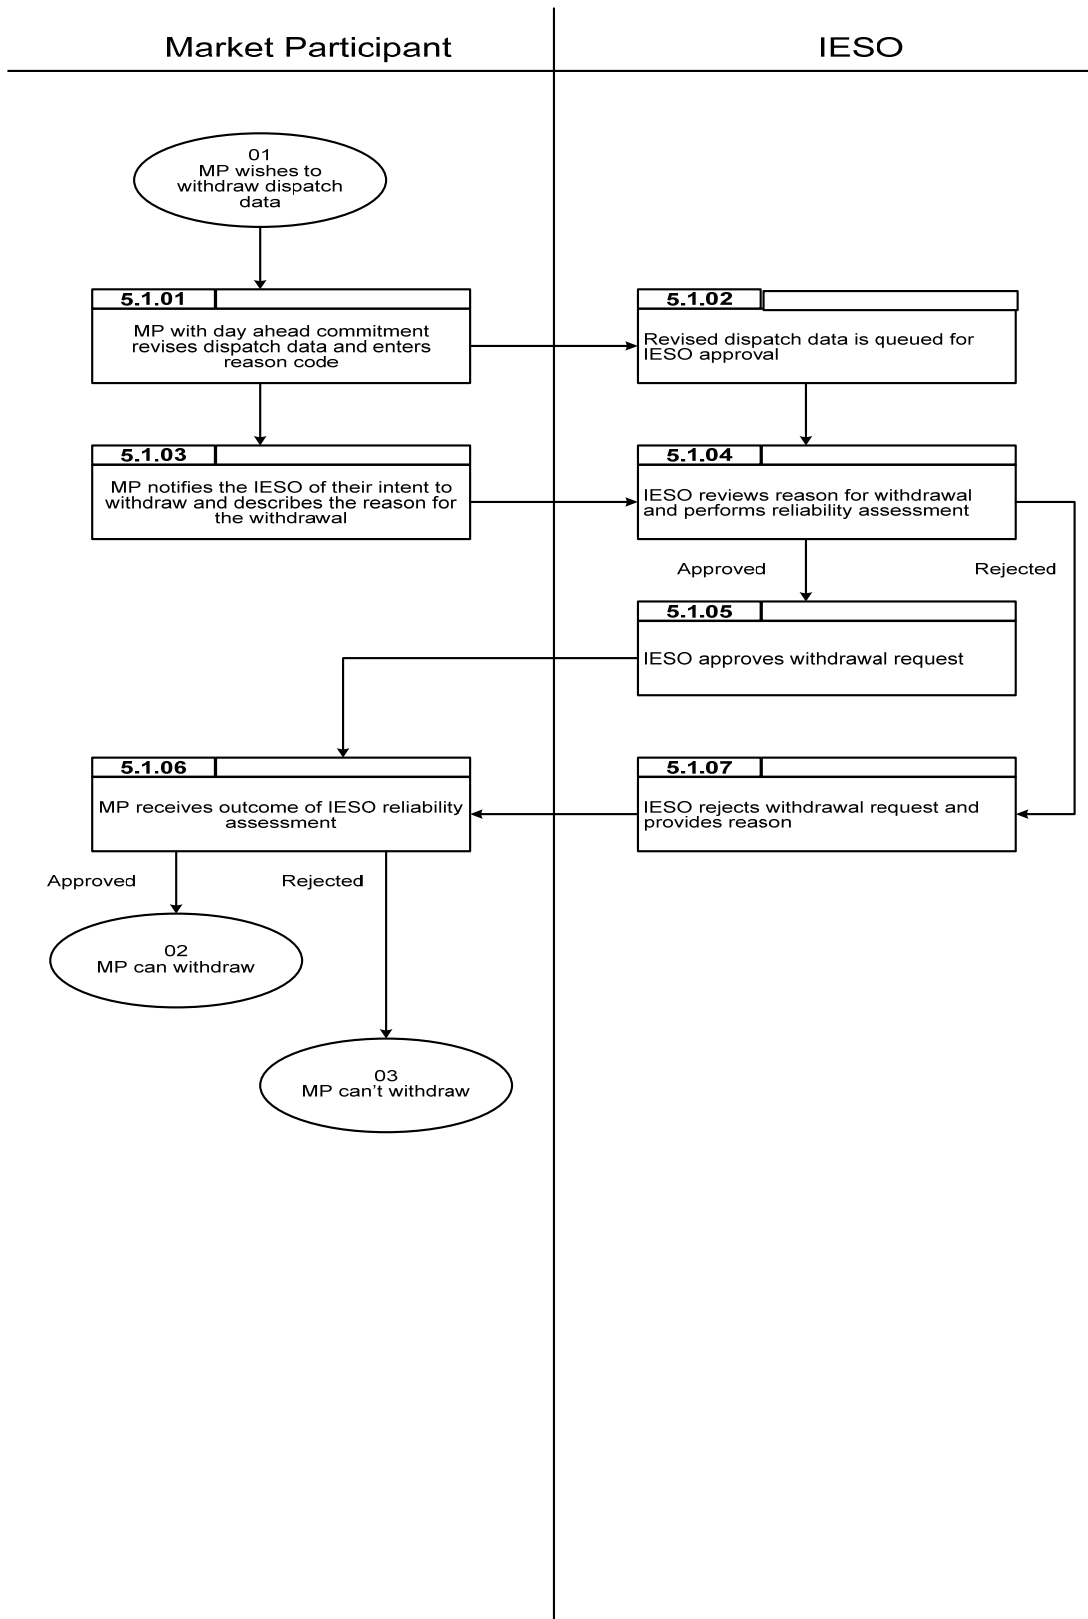 Market Participant
IESO
01
MP wishes to
withdraw dispatch
data
5.1.01
MP with day ahead commitment
revises dispatch data and enters
reason code
5.1.02
Revised dispatch data is queued for
IESO approval
5.1.03
MP notifies the IESO of their intent to
withdraw and describes the reason for
the withdrawal
5.1.04
IESO reviews reason for withdrawal
and performs reliability assessment
Approved
Rejected
5.1.05
IESO approves withdrawal request
5.1.06
MP receives outcome of IESO reliability
assessment
5.1.07
IESO rejects withdrawal request and
provides reason
Approved
Rejected
02
MP can withdraw
03
MP can't withdraw